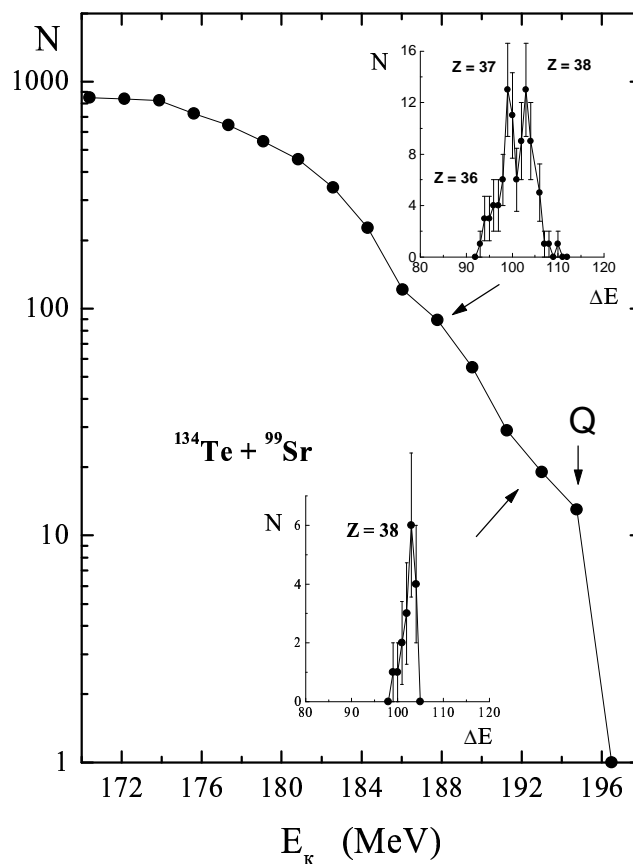 N
1000
100
10
1
172 176 180 184 188 192 196
Eκ (MeV)
¹³⁴Te + ⁹⁹Sr
Q
N
16
12
8
4
0
80 90 100 110 120
ΔE
Z = 37
Z = 38
Z = 36
N
6
4
2
0
80 90 100 110 120
ΔE
Z = 38